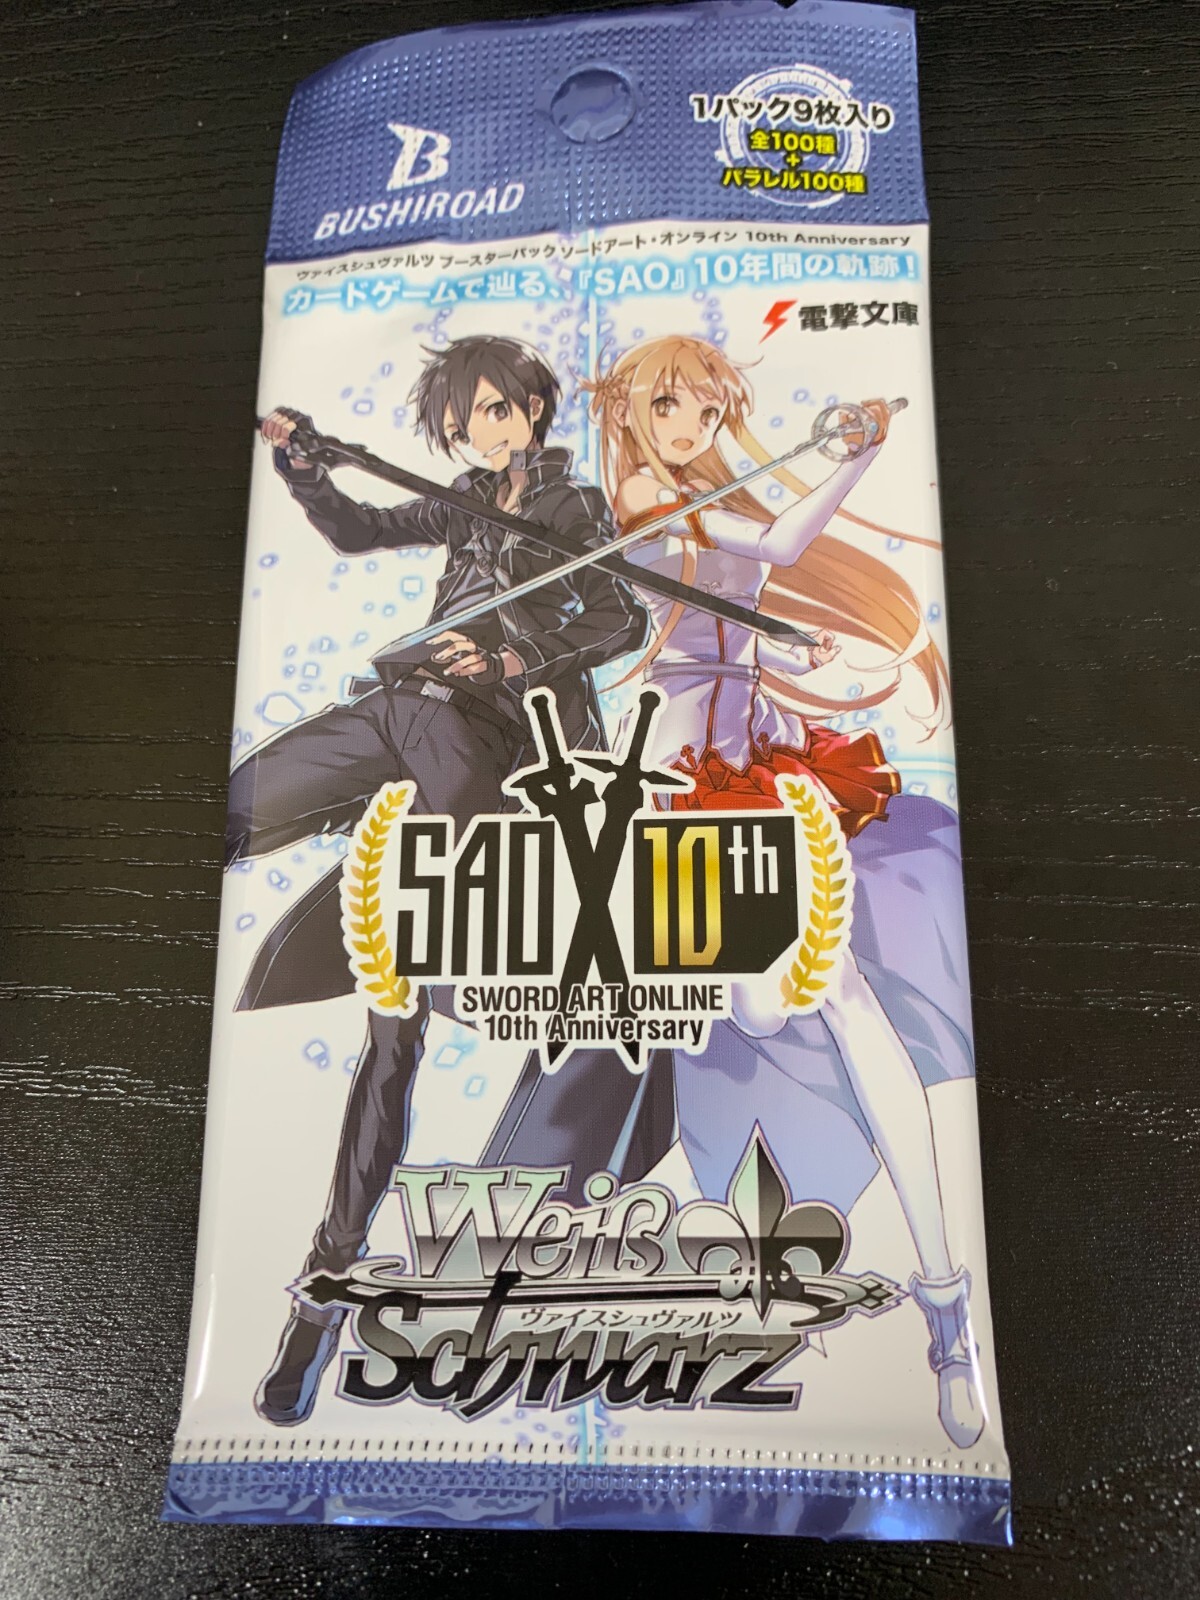 1パック9枚入り
全100種
+
パラレル100種
B
BUSHIROAD
ヴァイスシュヴァルツ ブースターパック ソードアート・オンライン 10th Anniversary
カードゲームで辿る、『SAO』10年間の軌跡!
電撃文庫
SAO X 10th
SWORD ART ONLINE
10th Anniversary
Weiß
ヴァイスシュヴァルツ
Schwarz